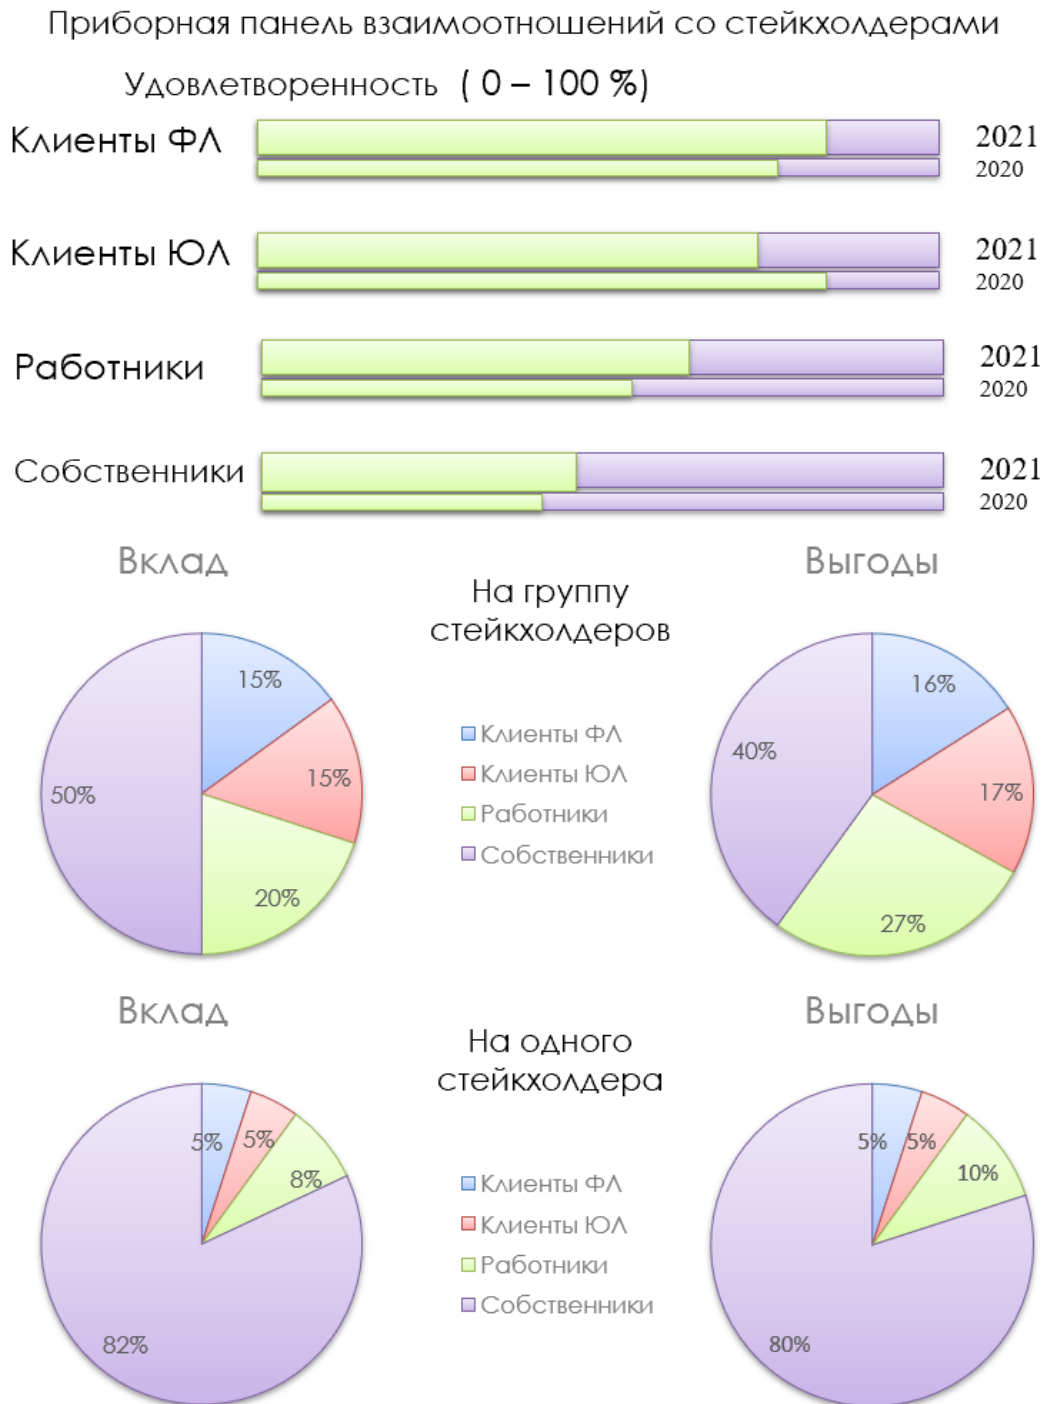 Приборная панель взаимоотношений со стейкхолдерами
Удовлетворенность ( 0 – 100 %)
Клиенты ФЛ
2021
2020
Клиенты ЮЛ
2021
2020
Работники
2021
2020
Собственники
2021
2020
Вклад
Выгоды
На группу
стейкхолдеров
15%
15%
20%
50%
Клиенты ФЛ
Клиенты ЮЛ
Работники
Собственники
16%
17%
27%
40%
Вклад
Выгоды
На одного
стейкхолдера
5%
5%
8%
82%
Клиенты ФЛ
Клиенты ЮЛ
Работники
Собственники
5%
5%
10%
80%